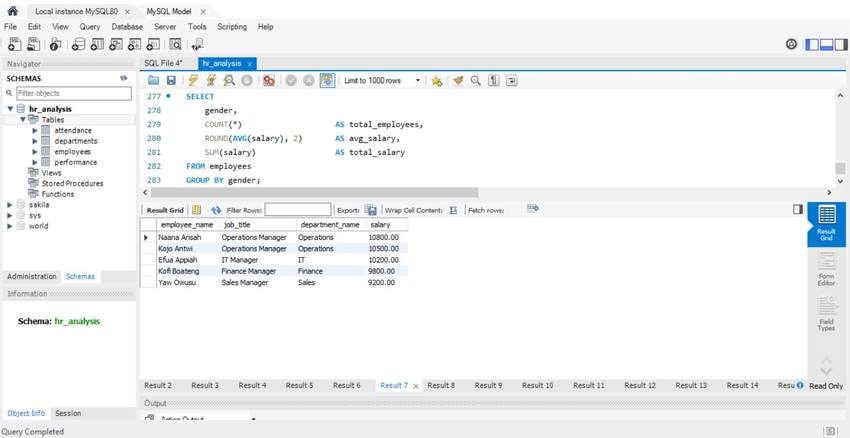 Local instance MySQL80 × MySQL Model ×
File Edit View Query Database Server Tools Scripting Help
Navigator
SCHEMAS
Filter objects
hr_analysis
Tables
attendance
departments
employees
performance
Views
Stored Procedures
Functions
sakila
sys
world
Administration Schemas
Information
Schema: hr_analysis
Object Info Session
SQL File 4* hr_analysis ×
Limit to 1000 rows
277 SELECT
278 gender,
279 COUNT(*) AS total_employees,
280 ROUND(AVG(salary), 2) AS avg_salary,
281 SUM(salary) AS total_salary
282 FROM employees
283 GROUP BY gender;
Result Grid Filter Rows: Export: Wrap Cell Content: Fetch rows:
employee_name job_title department_name salary
Naana Ansah Operations Manager Operations 10800.00
Kojo Antwi Operations Manager Operations 10500.00
Efua Appiah IT Manager IT 10200.00
Kofi Boateng Finance Manager Finance 9800.00
Yaw Owusu Sales Manager Sales 9200.00
Result Grid
Form Editor
Field Types
Result 2 Result 3 Result 4 Result 5 Result 6 Result 7 × Result 8 Result 9 Result 10 Result 11 Result 12 Result 13 Result 14 Resu Read Only
Output
Action Output
Query Completed